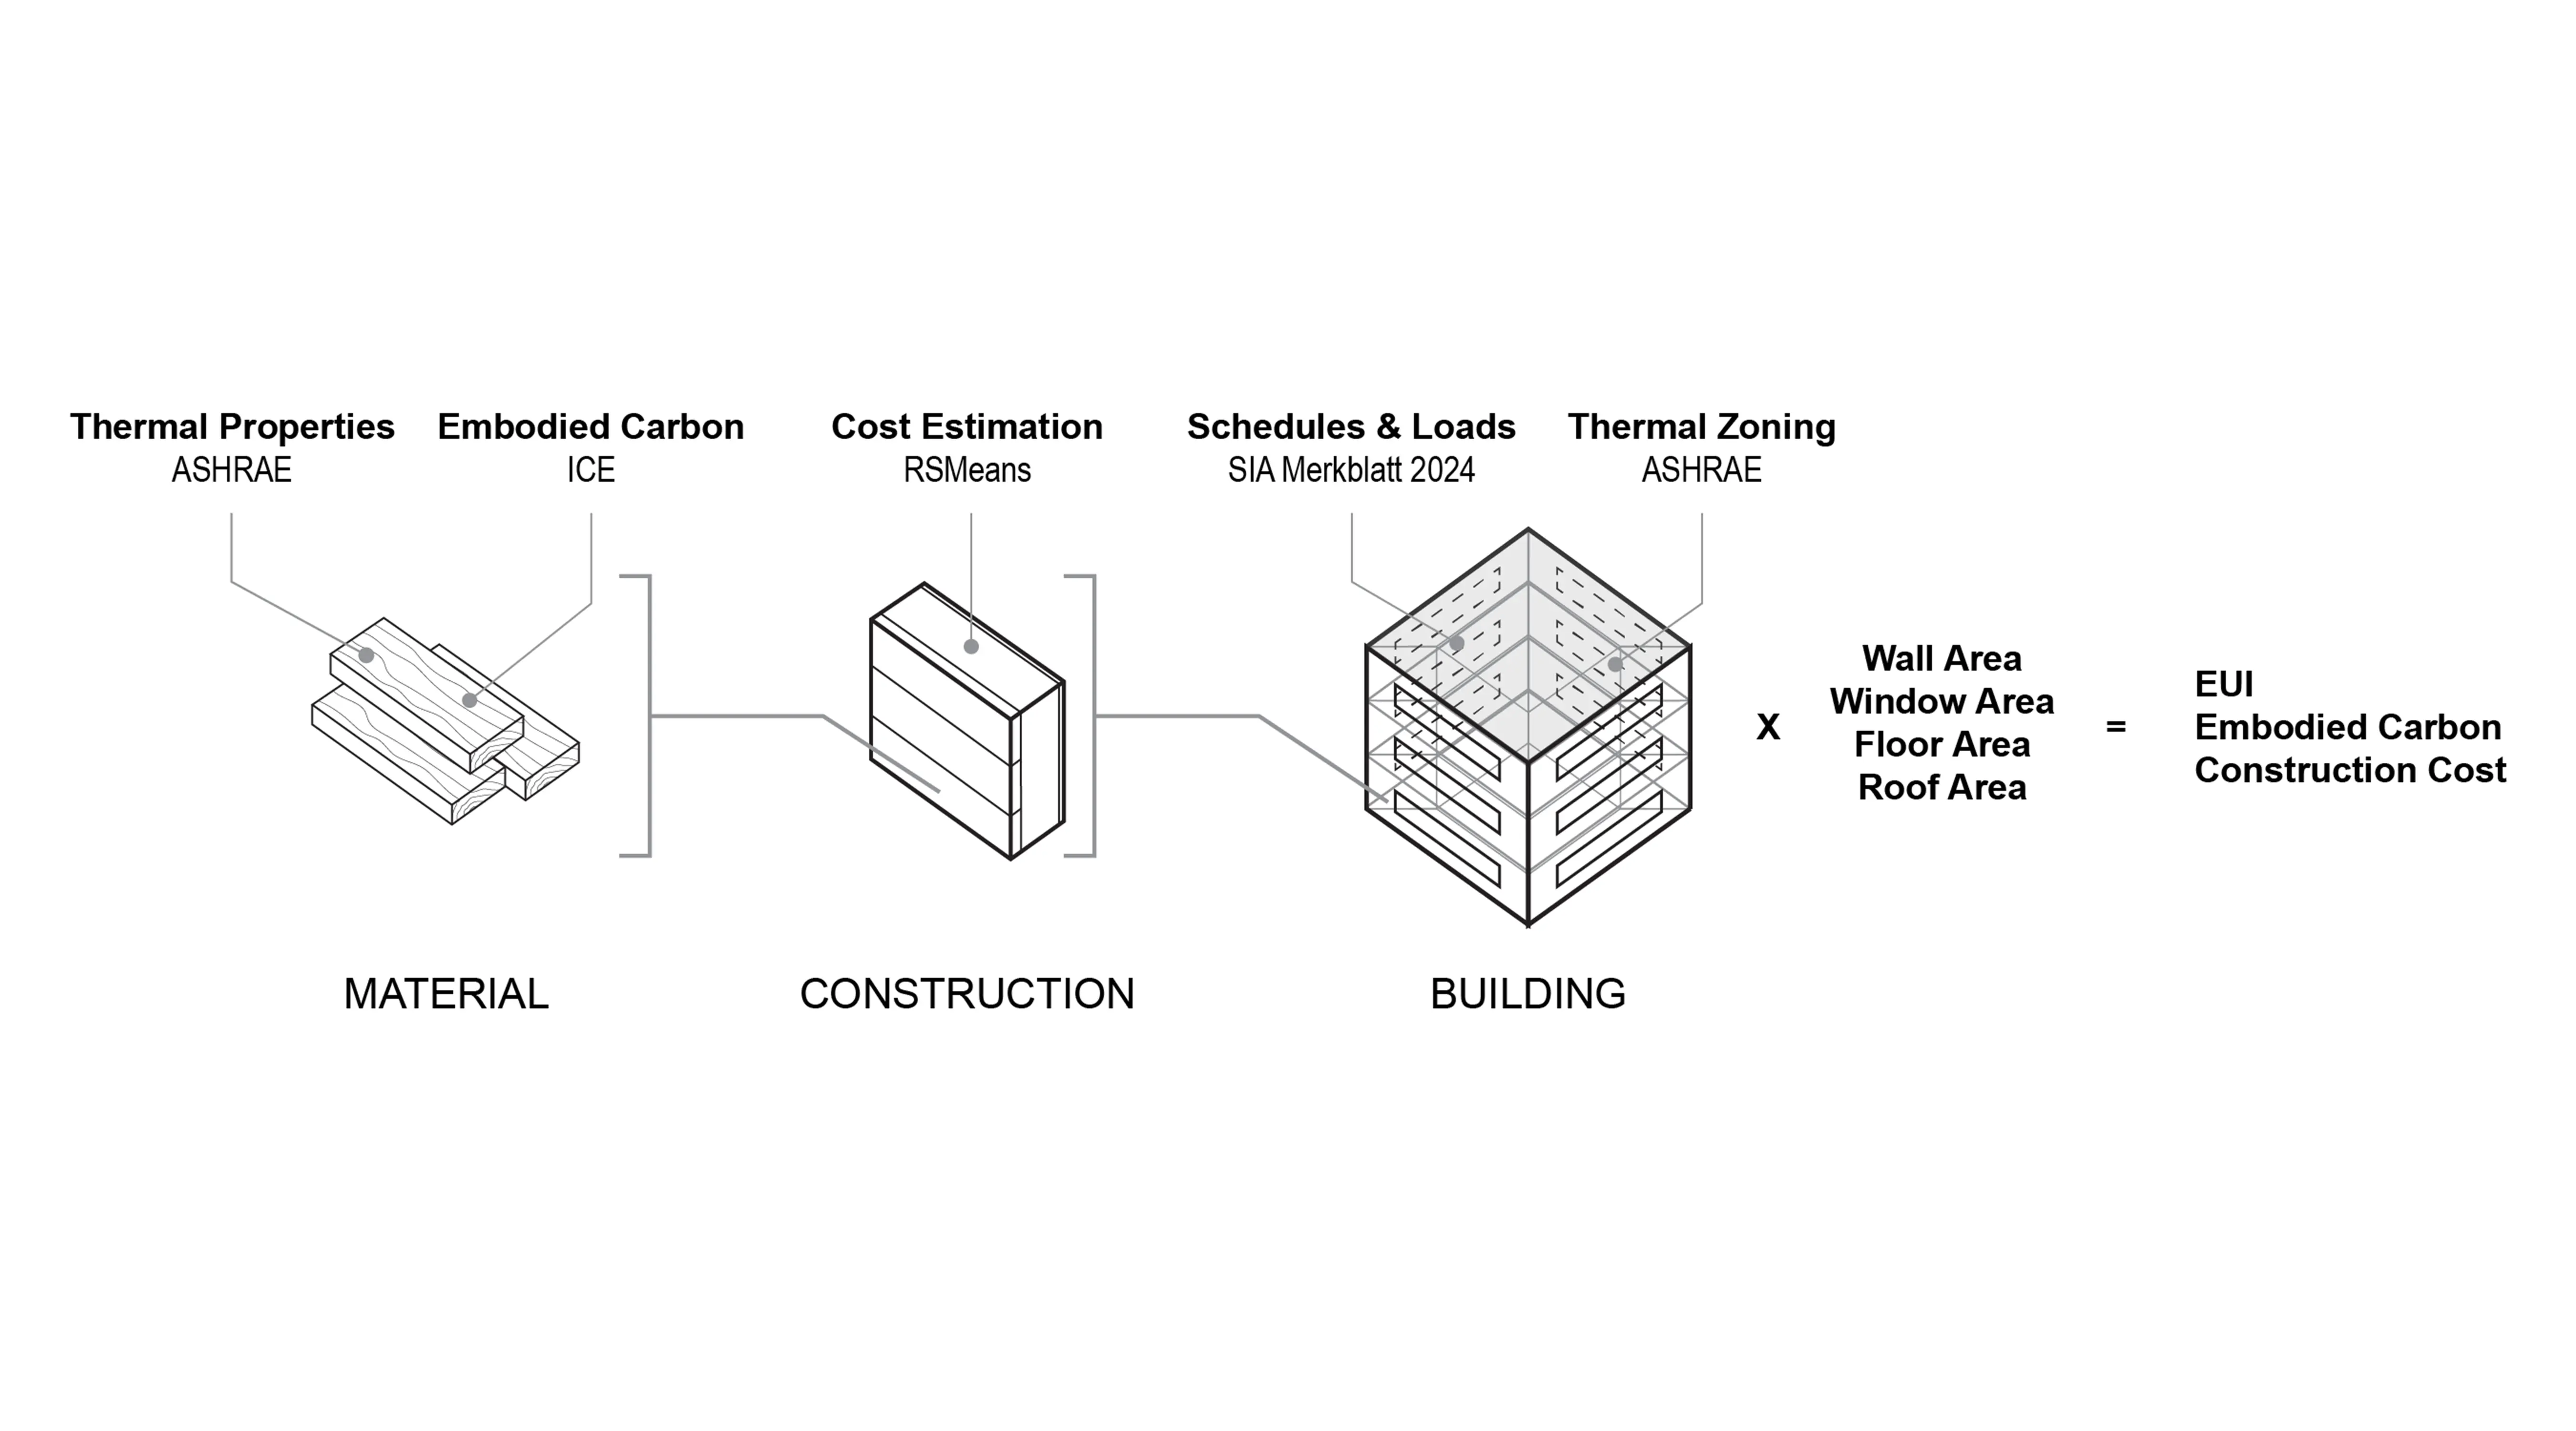 Thermal Properties
ASHRAE
Embodied Carbon
ICE
Cost Estimation
RSMeans
Schedules & Loads
SIA Merkblatt 2024
Thermal Zoning
ASHRAE
X
Wall Area
Window Area
Floor Area
Roof Area
=
EUI
Embodied Carbon
Construction Cost
MATERIAL
CONSTRUCTION
BUILDING